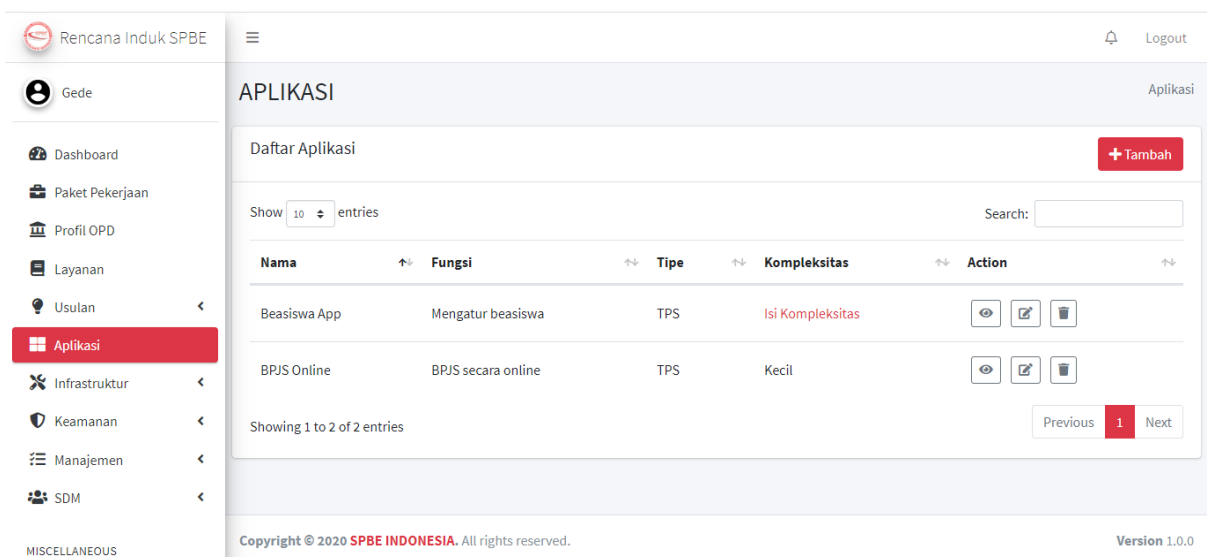 Rencana Induk SPBE
Logout
Gede
APLIKASI
Aplikasi
Dashboard
Paket Pekerjaan
Profil OPD
Layanan
Usulan
Aplikasi
Infrastruktur
Keamanan
Manajemen
SDM
MISCELLANEOUS
Daftar Aplikasi
Tambah
Show 10 entries
Search:
Nama Fungsi Tipe Kompleksitas Action
Beasiswa App Mengatur beasiswa TPS Isi Kompleksitas
BPJS Online BPJS secara online TPS Kecil
Showing 1 to 2 of 2 entries
Previous 1 Next
Copyright © 2020 SPBE INDONESIA. All rights reserved.
Version 1.0.0